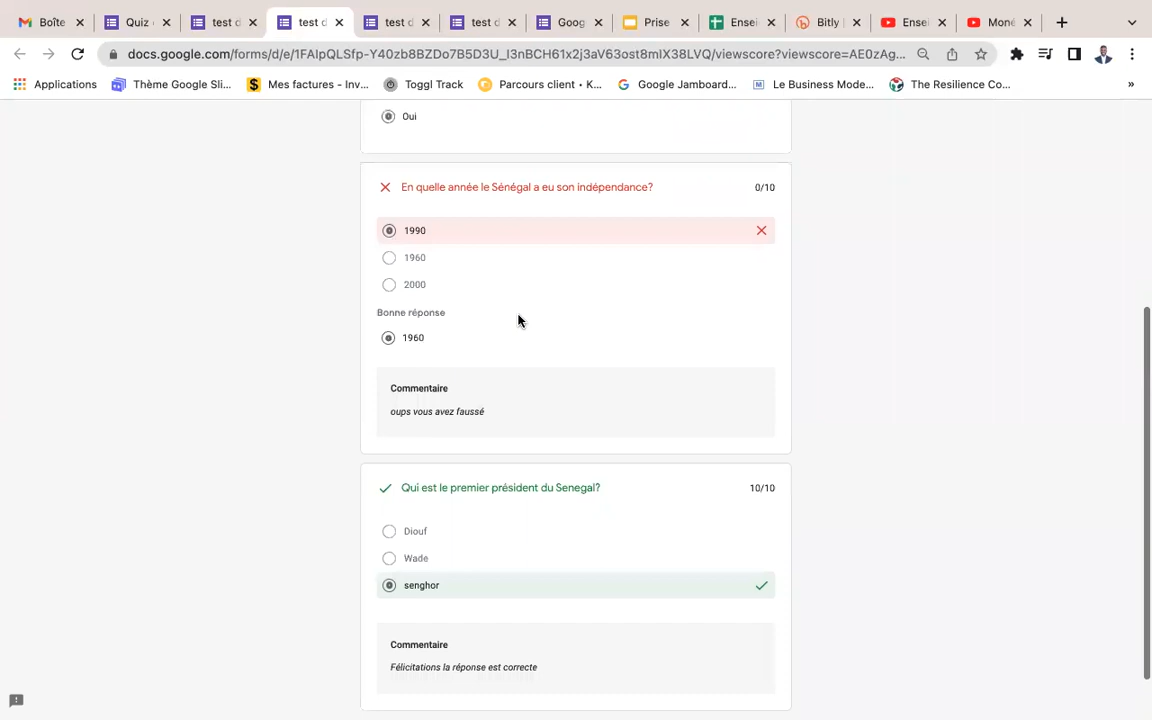 Boîte
Quiz
test d
test d
test d
test d
Goog
Prise
Ensei
Bitly |
Ensei
Moné
docs.google.com/forms/d/e/1FAIpQLSfp-Y40zb8BZDo7B5D3U_I3nBCH61x2j3aV63ost8mIX38LVQ/viewscore?viewscore=AE0zAg...
Applications
Thème Google Sli...
Mes factures - Inv...
Toggl Track
Parcours client • K...
Google Jamboard...
Le Business Mode...
The Resilience Co...
»
Oui
En quelle année le Sénégal a eu son indépendance?
0/10
1990
1960
2000
Bonne réponse
1960
Commentaire
oups vous avez faussé
Qui est le premier président du Senegal?
10/10
Diouf
Wade
senghor
Commentaire
Félicitations la réponse est correcte